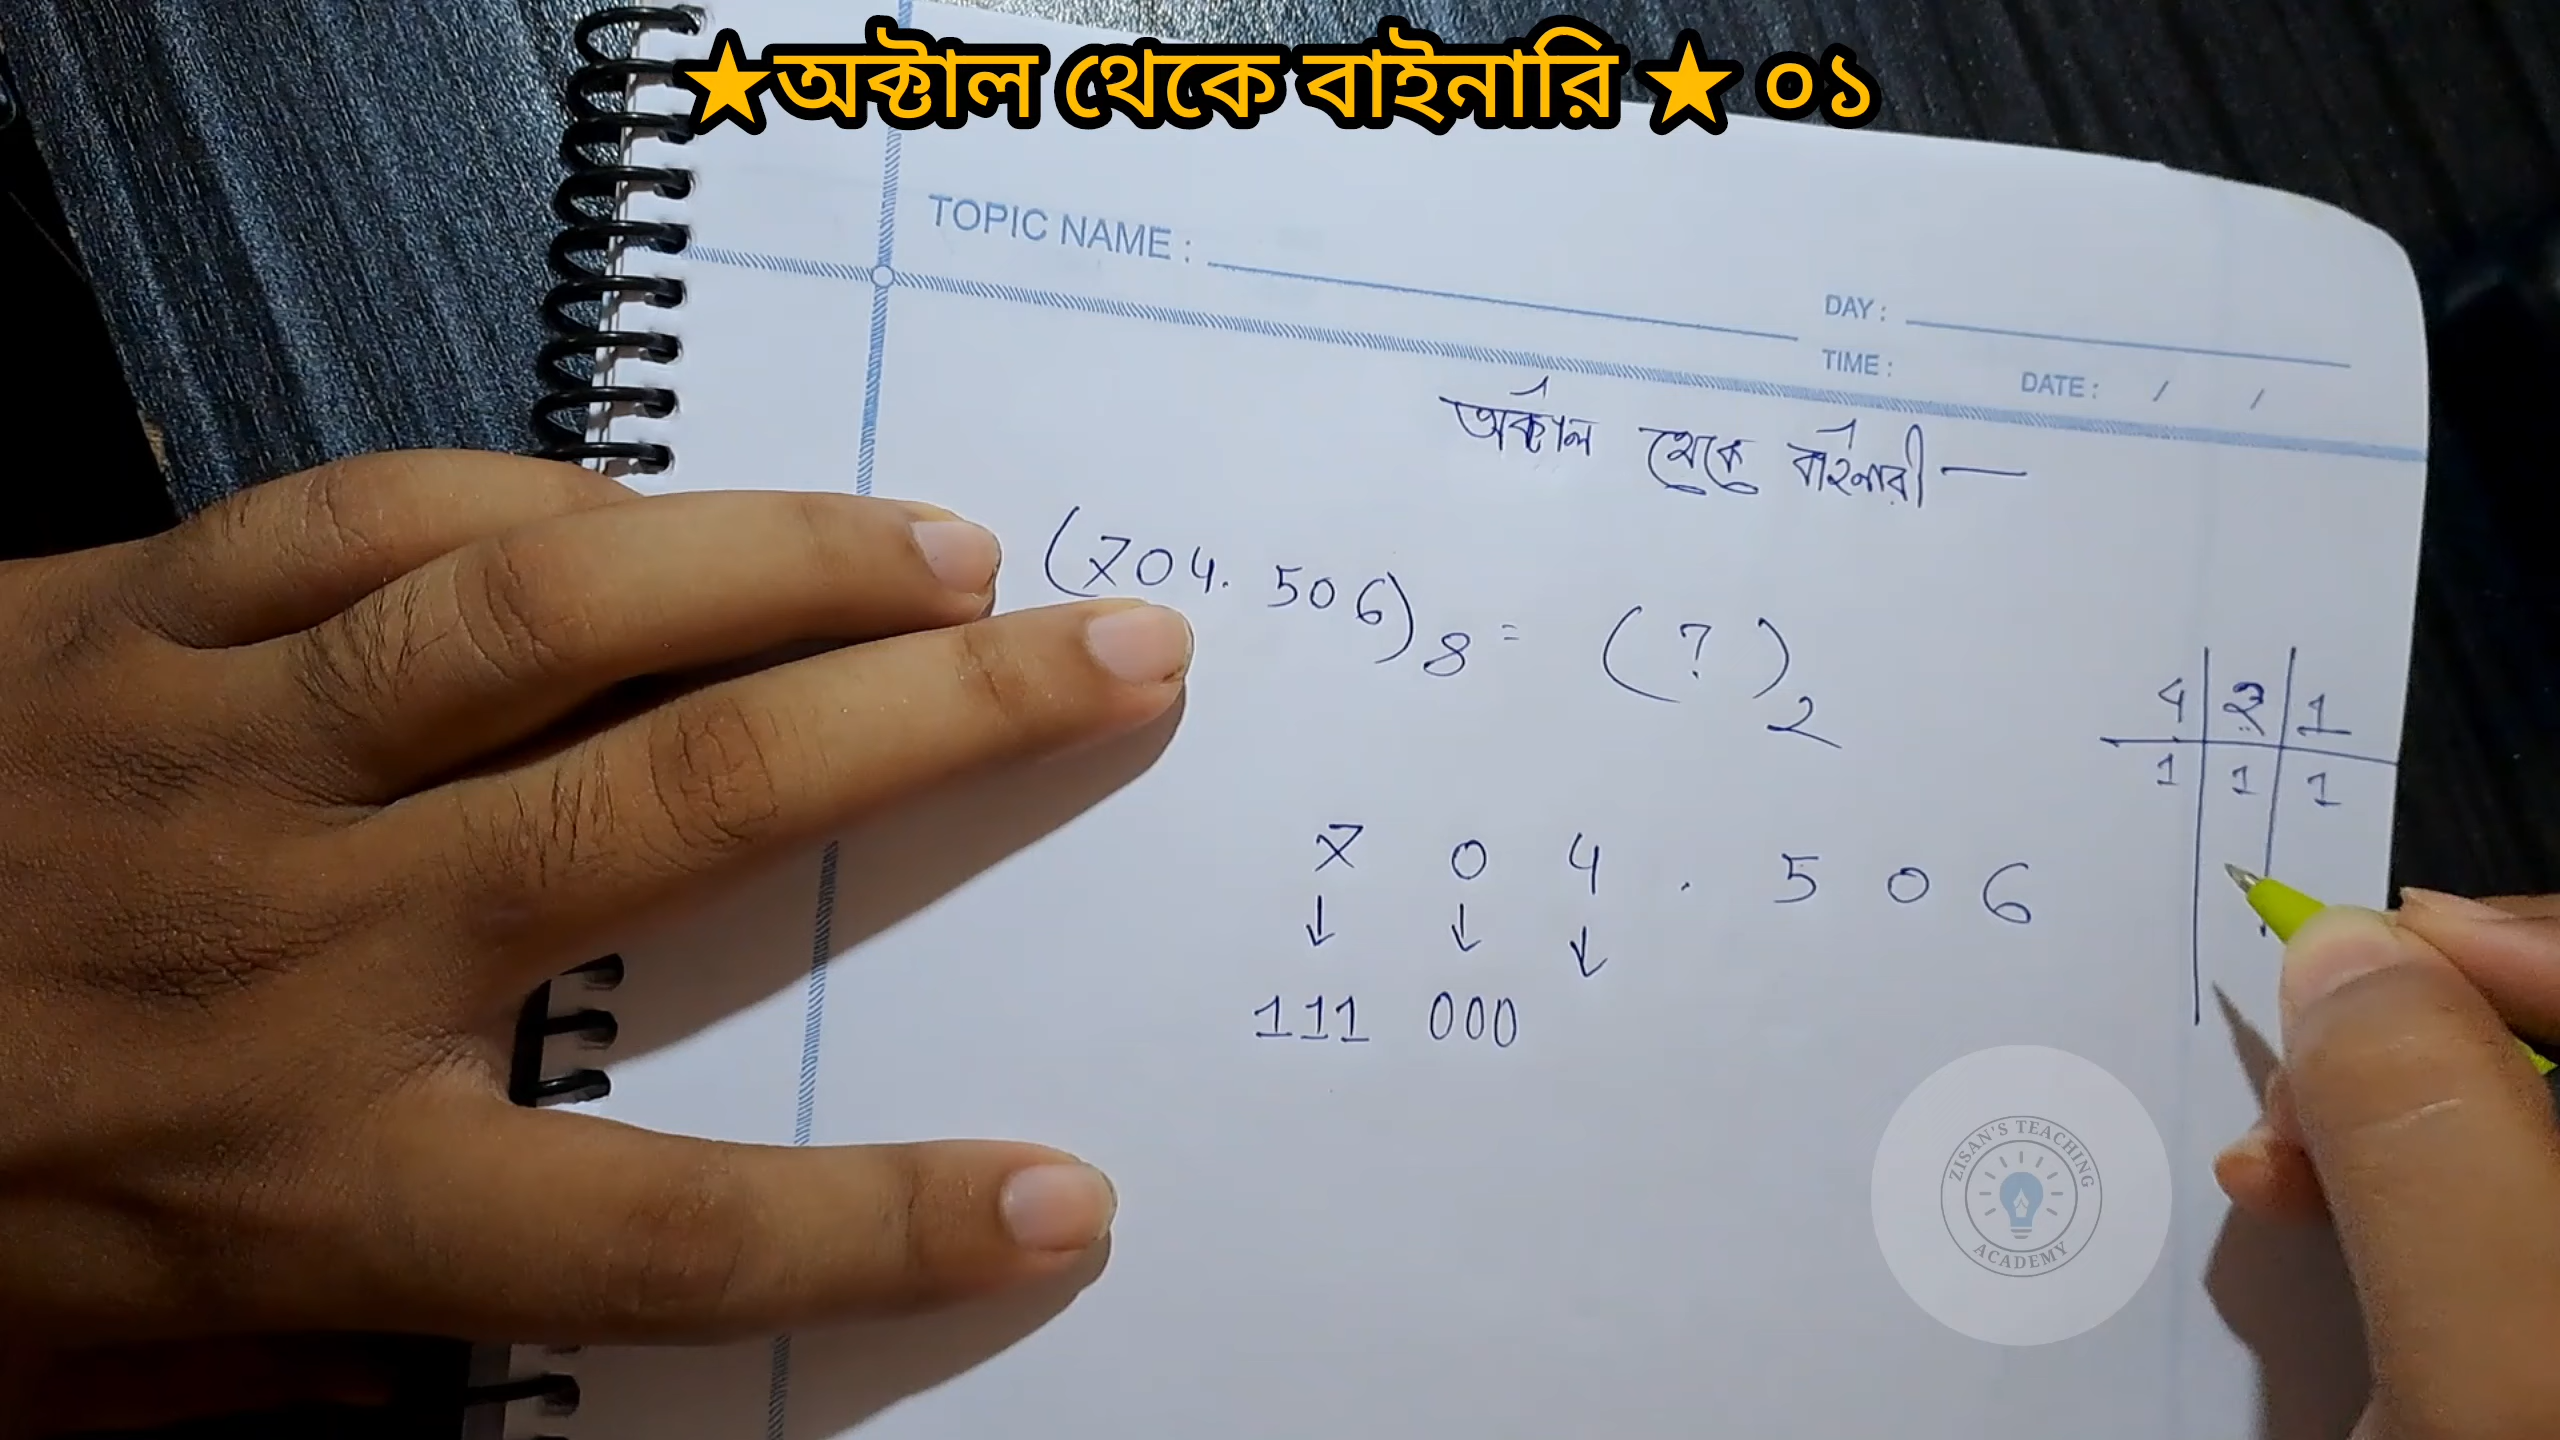 ★অক্টাল থেকে বাইনারি ★ ০১
TOPIC NAME :
DAY :
TIME : DATE : / /
অক্টাল থেকে বাইনারী —
(704. 506)8 = (?)2
4 2 1
1 1 1
7 0 4 . 5 0 6
↓ ↓ ↓
111 000
ZISAN'S TEACHING
ACADEMY